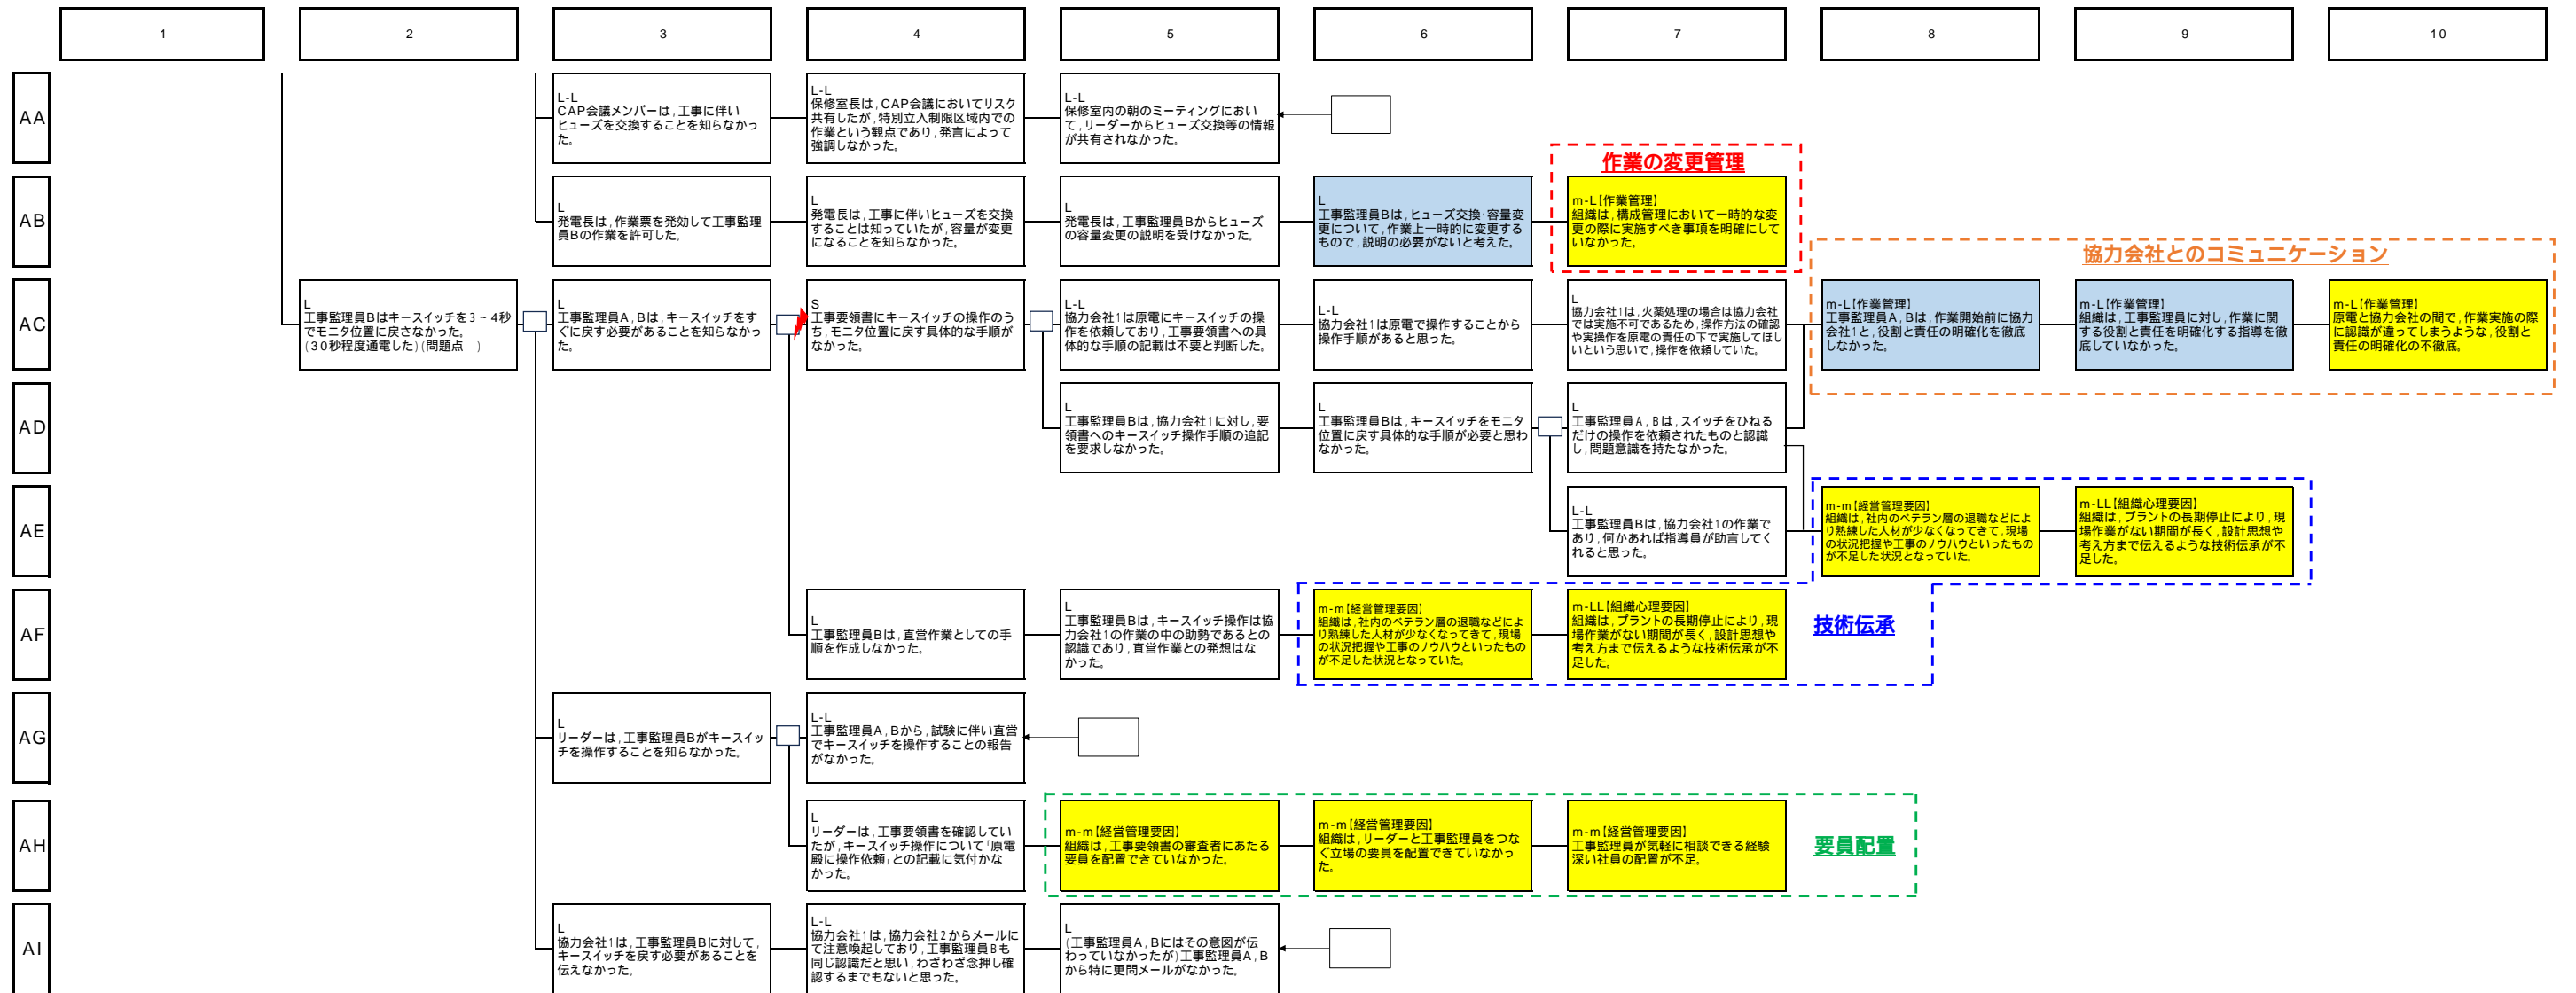 1
2
3
4
5
6
7
8
9
10
AA
L-L
CAP会議メンバーは,工事に伴い
ヒューズを交換することを知らなかっ
た。
L-L
保修室長は,CAP会議においてリスク
共有したが,特別立入制限区域内での
作業という観点であり,発言によって
強調しなかった。
L-L
保修室内の朝のミーティングにおい
て,リーダーからヒューズ交換等の情報
が共有されなかった。
作業の変更管理
AB
L
発電長は,作業票を発効して工事監理
員Bの作業を許可した。
L
発電長は,工事に伴いヒューズを交換
することは知っていたが,容量が変更
になることを知らなかった。
L
発電長は,工事監理員Bからヒューズ
の容量変更の説明を受けなかった。
L
工事監理員Bは,ヒューズ交換・容量変
更について,作業上一時的に変更する
もので,説明の必要がないと考えた。
m-L【作業管理】
組織は,構成管理において一時的な変
更の際に実施すべき事項を明確にして
いなかった。
協力会社とのコミュニケーション
AC
L
工事監理員Bはキースイッチを3~4秒
でモニタ位置に戻さなかった。
(30秒程度通電した)(問題点 )
L
工事監理員A,Bは,キースイッチをす
ぐに戻す必要があることを知らなかっ
た。
S
工事要領書にキースイッチの操作のう
ち,モニタ位置に戻す具体的な手順が
なかった。
L-L
協力会社1は原電にキースイッチの操
作を依頼しており,工事要領書への具
体的な手順の記載は不要と判断した。
L-L
協力会社1は原電で操作することから
操作手順があると思った。
L
協力会社1は,火薬処理の場合は協力会社
では実施不可であるため,操作方法の確認
や実操作を原電の責任の下で実施してほし
いという思いで,操作を依頼していた。
m-L【作業管理】
工事監理員A,Bは,作業開始前に協力
会社1と,役割と責任の明確化を徹底
しなかった。
m-L【作業管理】
組織は,工事監理員に対し,作業に関
する役割と責任を明確化する指導を徹
底していなかった。
m-L【作業管理】
原電と協力会社の間で,作業実施の際
に認識が違ってしまうような,役割と
責任の明確化の不徹底。
AD
L
工事監理員Bは,協力会社1に対し,要
領書へのキースイッチ操作手順の追記
を要求しなかった。
L
工事監理員Bは,キースイッチをモニタ
位置に戻す具体的な手順が必要と思わ
なかった。
L
工事監理員A,Bは,スイッチをひねる
だけの操作を依頼されたものと認識
し,問題意識を持たなかった。
AE
L-L
工事監理員Bは,協力会社1の作業で
あり,何かあれば指導員が助言してく
れると思った。
m-m【経営管理要因】
組織は,社内のベテラン層の退職などによ
り熟練した人材が少なくなってきて,現場
の状況把握や工事のノウハウといったもの
が不足した状況となっていた。
m-LL【組織心理要因】
組織は,プラントの長期停止により,現
場作業がない期間が長く,設計思想や
考え方まで伝えるような技術伝承が不
足した。
AF
L
工事監理員Bは,直営作業としての手
順を作成しなかった。
L
工事監理員Bは,キースイッチ操作は協
力会社1の作業の中の助勢であるとの
認識であり,直営作業との発想はな
かった。
m-m【経営管理要因】
組織は,社内のベテラン層の退職などによ
り熟練した人材が少なくなってきて,現場
の状況把握や工事のノウハウといったもの
が不足した状況となっていた。
m-LL【組織心理要因】
組織は,プラントの長期停止により,現
場作業がない期間が長く,設計思想や
考え方まで伝えるような技術伝承が不
足した。
技術伝承
AG
L
リーダーは,工事監理員Bがキースイッ
チを操作することを知らなかった。
L-L
工事監理員A,Bから,試験に伴い直営
でキースイッチを操作することの報告
がなかった。
AH
L
リーダーは,工事要領書を確認してい
たが,キースイッチ操作について「原電
殿に操作依頼」との記載に気付かな
かった。
m-m【経営管理要因】
組織は,工事要領書の審査者にあたる
要員を配置できていなかった。
m-m【経営管理要因】
組織は,リーダーと工事監理員をつな
ぐ立場の要員を配置できていなかっ
た。
m-m【経営管理要因】
工事監理員が気軽に相談できる経験
深い社員の配置が不足。
要員配置
AI
L
協力会社1は,工事監理員Bに対して,
キースイッチを戻す必要があることを
伝えなかった。
L-L
協力会社1は,協力会社2からメールに
て注意喚起しており,工事監理員Bも
同じ認識だと思い,わざわざ念押し確
認するまでもないと思った。
L
(工事監理員A,Bにはその意図が伝
わっていなかったが)工事監理員A,B
から特に更問メールがなかった。